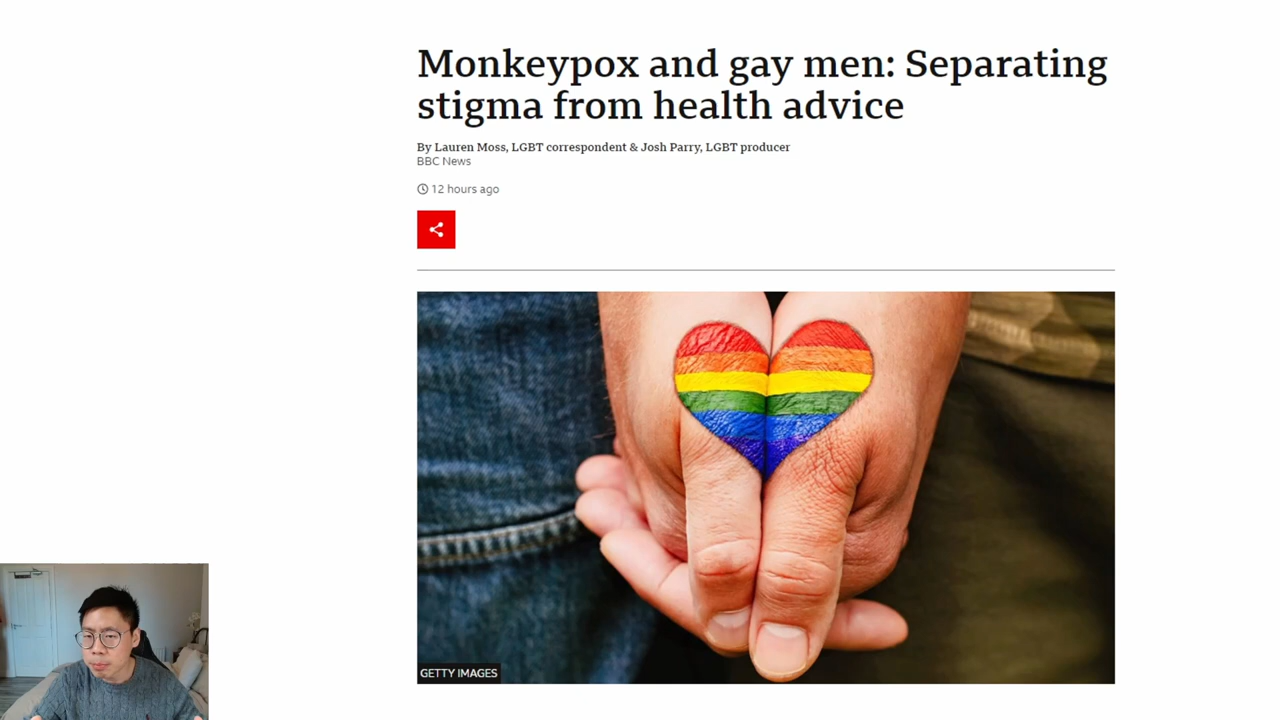 Monkeypox and gay men: Separating
stigma from health advice
By Lauren Moss, LGBT correspondent & Josh Parry, LGBT producer
BBC News
12 hours ago
GETTY IMAGES